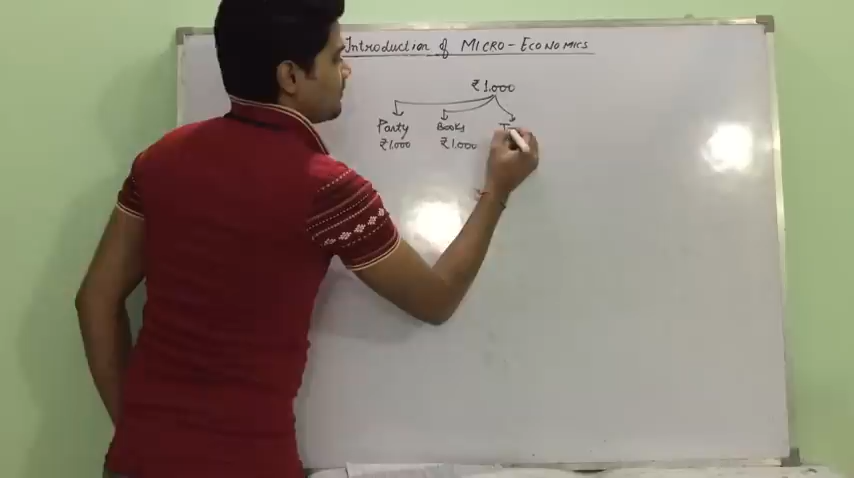 Introduction of MICRO-ECONOMICS
₹1,000
Party Books T
₹1,000 ₹1,000